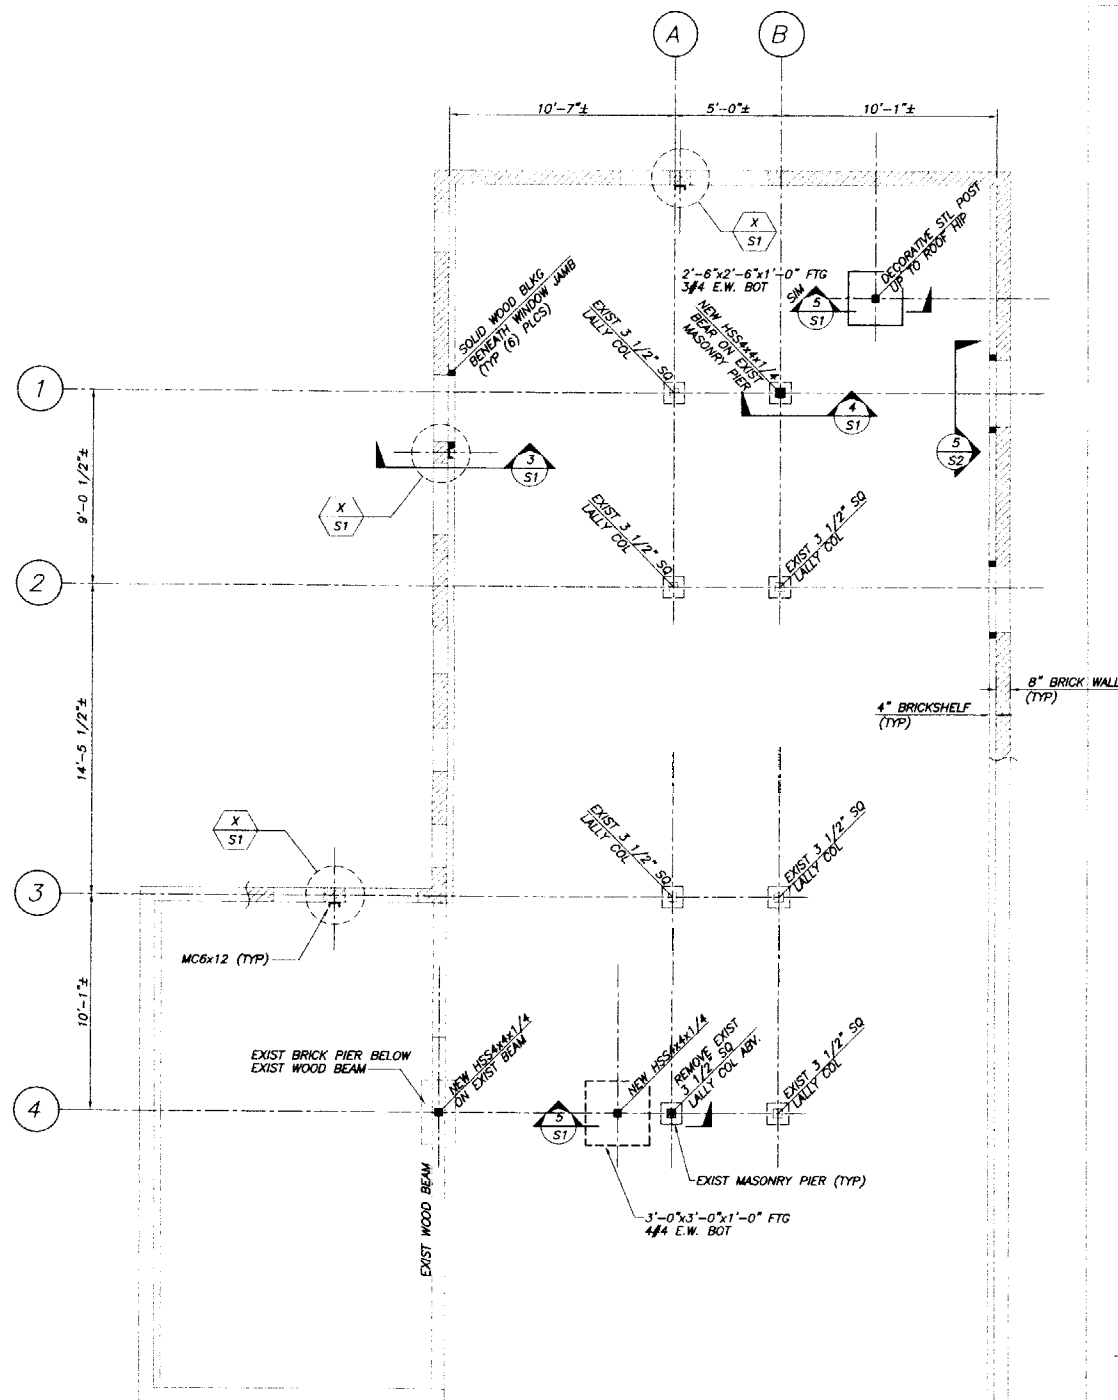 A
B
10'-7"±
5'-0"±
10'-1"±
X
S1
DECORATIVE STL POST
UP TO ROOF HIP
2'-6"x2'-6"x1'-0" FTG
3#4 E.W. BOT
SIM
5
S1
SOLID WOOD BLKG
BENEATH WINDOW JAMB
(TYP (6) PLCS)
EXIST 3 1/2" SQ
LALLY COL
NEW HSS4x4x1/4
BEAR ON EXIST
MASONRY PIER
1
4
S1
5
S2
3
S1
X
S1
9'-0 1/2"±
EXIST 3 1/2" SQ
LALLY COL
EXIST 3 1/2" SQ
LALLY COL
2
8" BRICK WALL
(TYP)
4" BRICKSHELF
(TYP)
14'-5 1/2"±
X
S1
EXIST 3 1/2" SQ
LALLY COL
EXIST 3 1/2" SQ
LALLY COL
3
MC6x12 (TYP)
10'-1"±
EXIST BRICK PIER BELOW
EXIST WOOD BEAM
NEW HSS4x4x1/4
ON EXIST BEAM
NEW HSS4x4x1/4
REMOVE EXIST
3 1/2" SQ
LALLY COL ABV.
EXIST 3 1/2" SQ
LALLY COL
4
5
S1
EXIST MASONRY PIER (TYP)
3'-0"x3'-0"x1'-0" FTG
4#4 E.W. BOT
EXIST WOOD BEAM